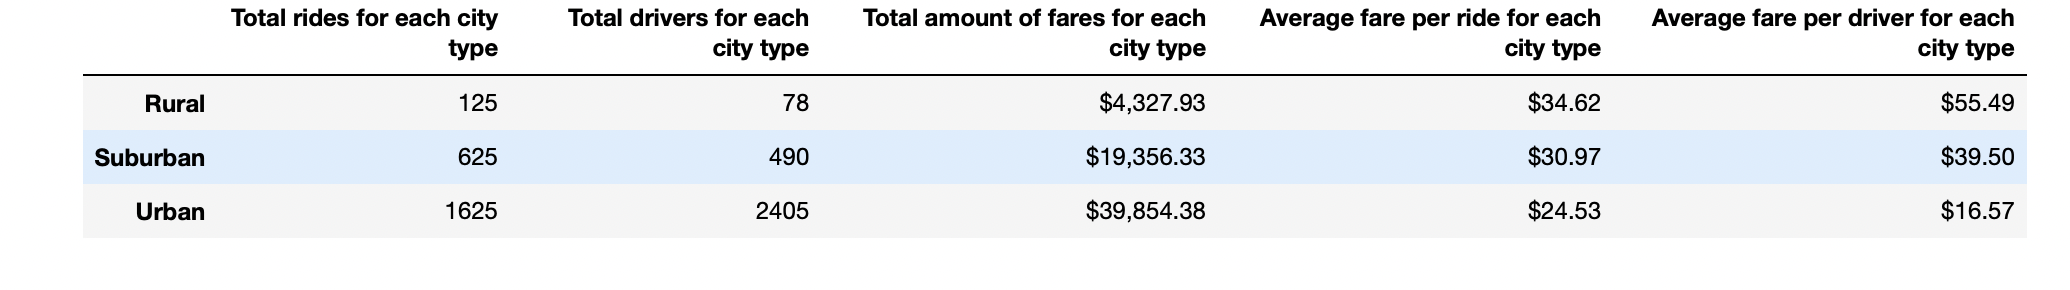 Total rides for each city type Total drivers for each city type Total amount of fares for each city type Average fare per ride for each city type Average fare per driver for each city type
Rural 125 78 $4,327.93 $34.62 $55.49
Suburban 625 490 $19,356.33 $30.97 $39.50
Urban 1625 2405 $39,854.38 $24.53 $16.57